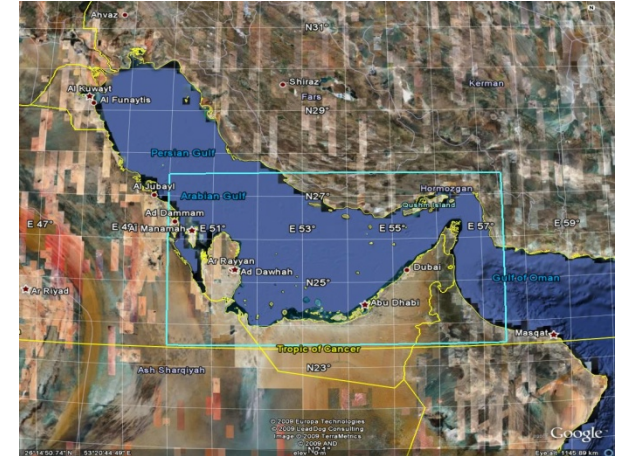 Ahvaz
N31°
Shiraz
Fars
Kerman
Al Kuwayt
Al Funaytis
N29°
Persian Gulf
Al Jubayl
Arabian Gulf
N27°
Hormozgan
Qushm Island
Ad Dammam
E 47°
Al Manamah
E 51°
E 53°
E 55°
E 57°
E 59°
Ar Rayyan
Ad Dawhah
Dubai
N25°
Gulf of Oman
Ar Riyad
Abu Dhabi
Masqat
Tropic of Cancer
Ash Sharqiyah
N23°
© 2009 Europa Technologies
© 2009 LeadDog Consulting
Image © 2009 TerraMetrics
© 2009 AND
Google